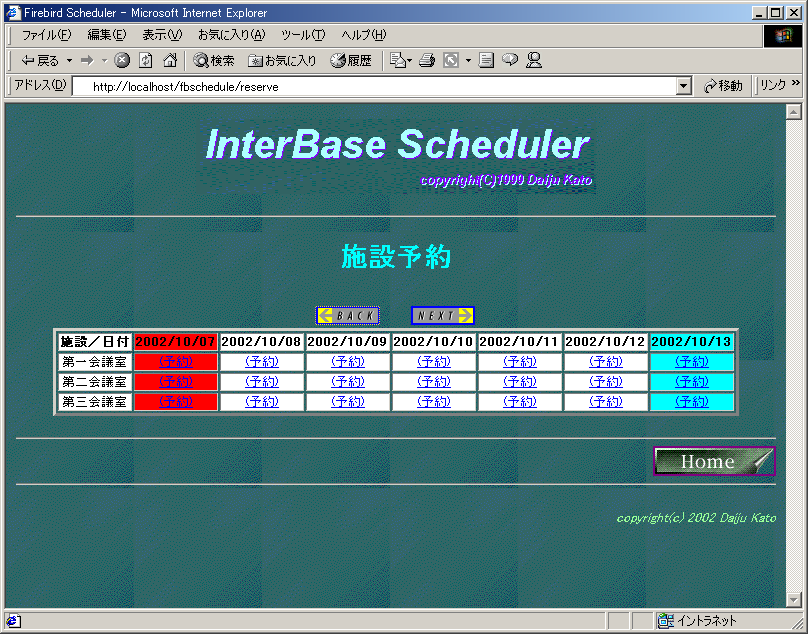 Firebird Scheduler - Microsoft Internet Explorer
ファイル(F) 編集(E) 表示(V) お気に入り(A) ツール(T) ヘルプ(H)
戻る 検索 お気に入り 履歴
アドレス(D) http://localhost/fbschedule/reserve 移動 リンク »
InterBase Scheduler
copyright(C)1999 Daiju Kato
施設予約
BACK NEXT
施設／日付 2002/10/07 2002/10/08 2002/10/09 2002/10/10 2002/10/11 2002/10/12 2002/10/13
第一会議室 (予約) (予約) (予約) (予約) (予約) (予約) (予約)
第二会議室 (予約) (予約) (予約) (予約) (予約) (予約) (予約)
第三会議室 (予約) (予約) (予約) (予約) (予約) (予約) (予約)
Home
copyright(c) 2002 Daiju Kato
イントラネット